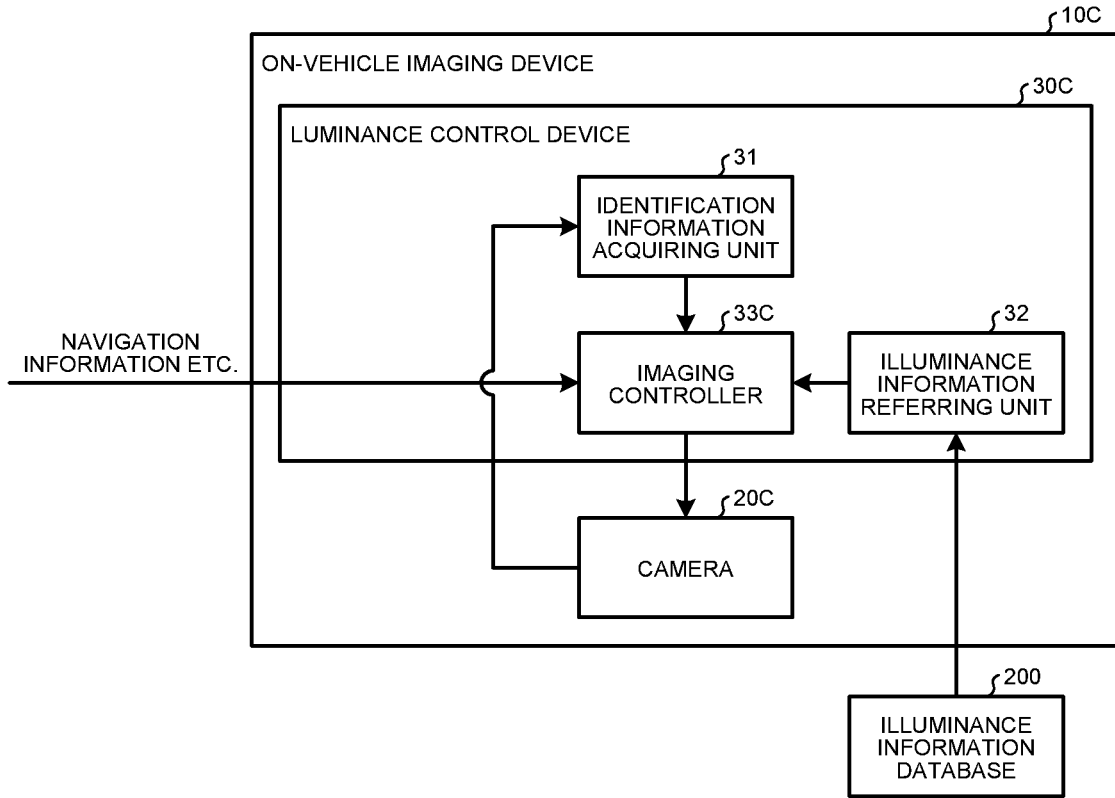 10C
ON-VEHICLE IMAGING DEVICE
30C
LUMINANCE CONTROL DEVICE
31
IDENTIFICATION
INFORMATION
ACQUIRING UNIT
33C
IMAGING
CONTROLLER
32
ILLUMINANCE
INFORMATION
REFERRING UNIT
NAVIGATION
INFORMATION ETC.
20C
CAMERA
200
ILLUMINANCE
INFORMATION
DATABASE